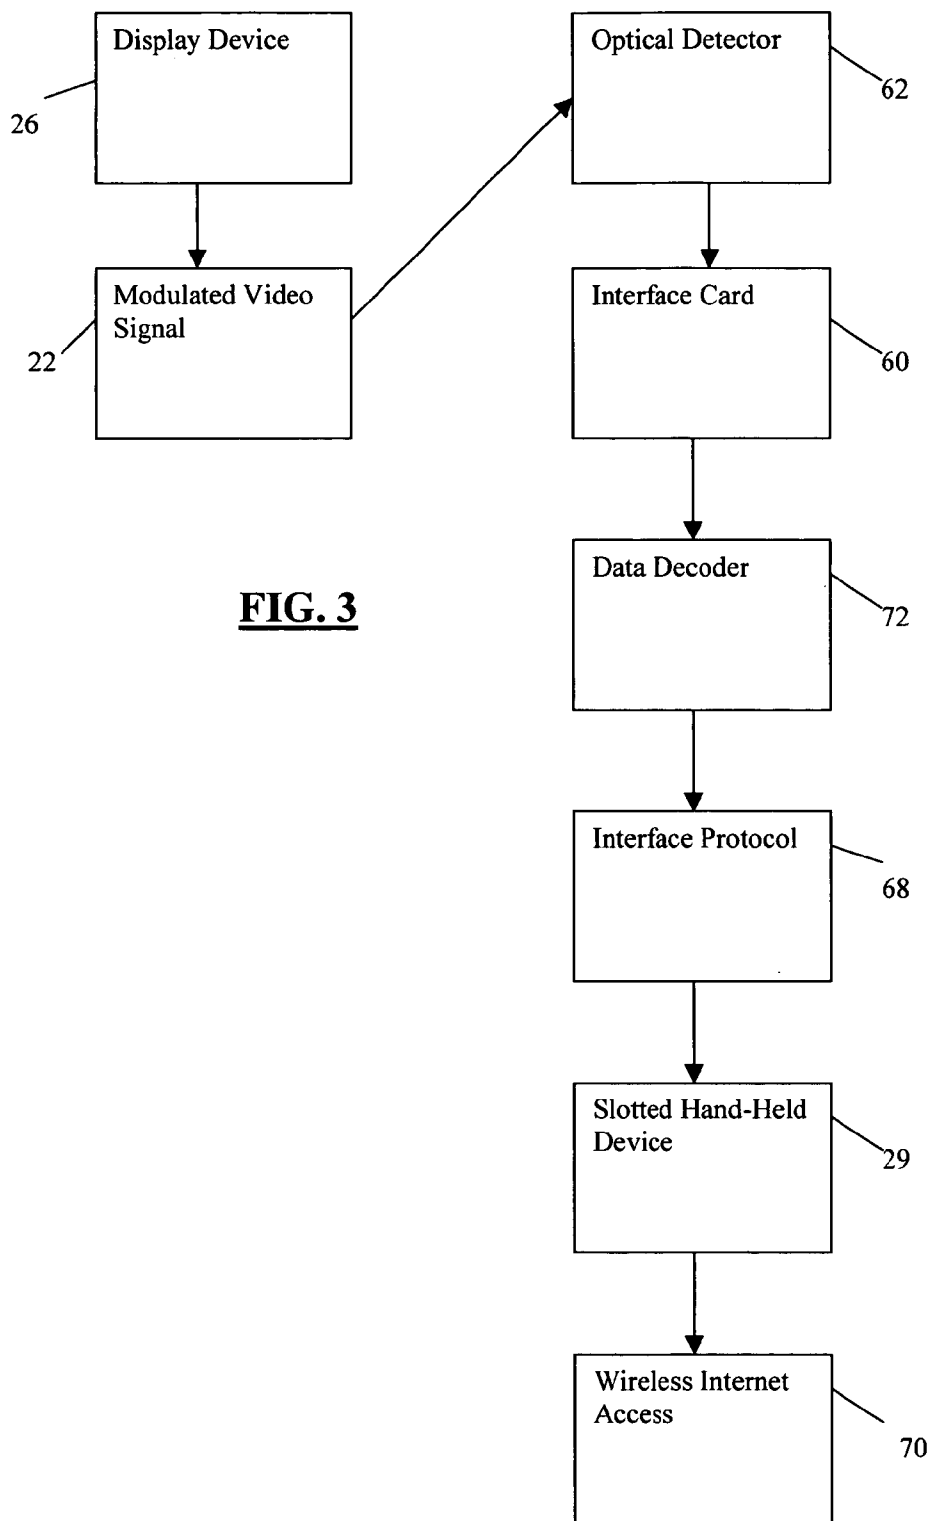 Display Device
26
Modulated Video
Signal
22
FIG. 3
Optical Detector
62
Interface Card
60
Data Decoder
72
Interface Protocol
68
Slotted Hand-Held
Device
29
Wireless Internet
Access
70